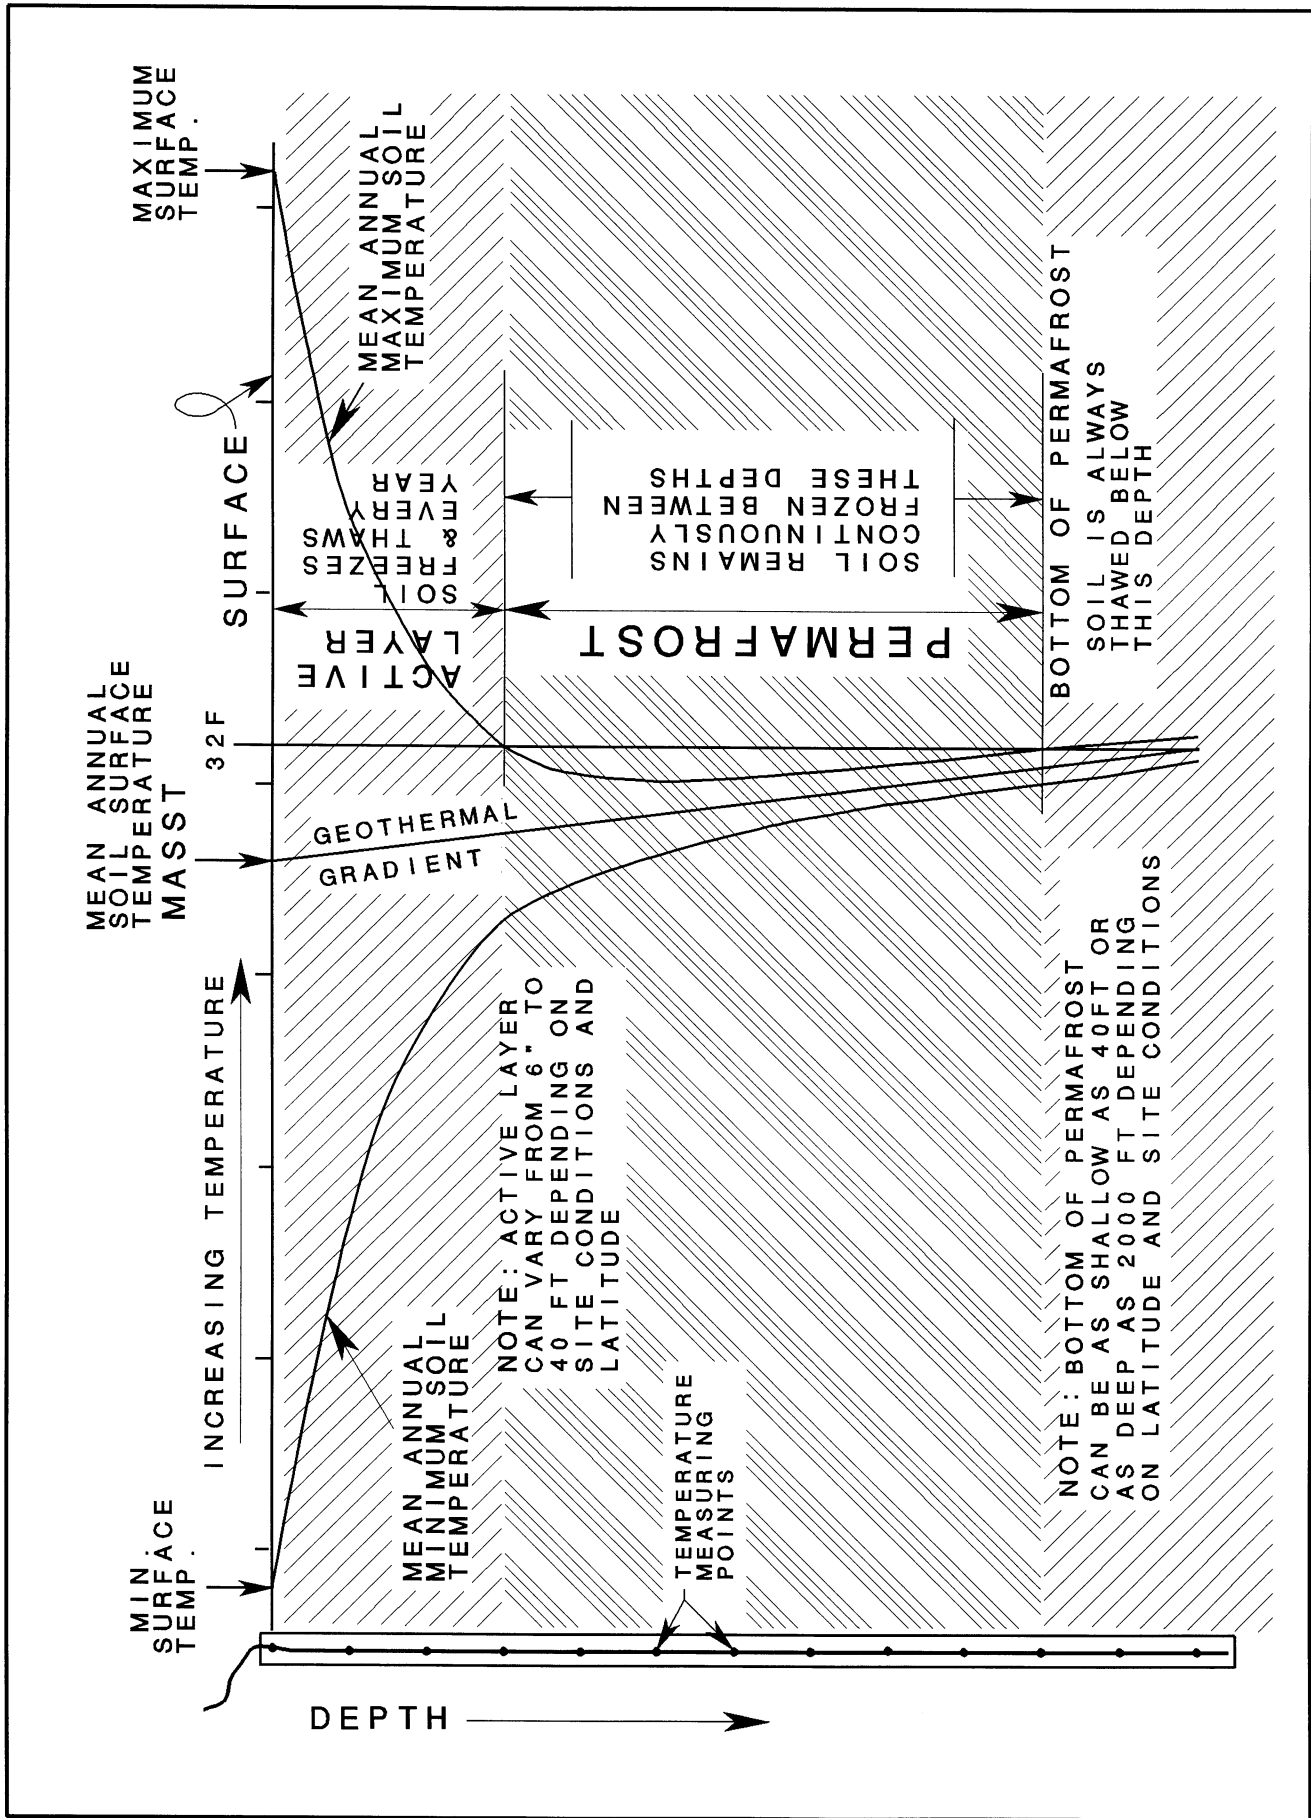 MIN.
SURFACE
TEMP.
INCREASING TEMPERATURE
MEAN ANNUAL
SOIL SURFACE
TEMPERATURE
MASST
32F
SURFACE
MAXIMUM
SURFACE
TEMP.
MEAN ANNUAL
MAXIMUM SOIL
TEMPERATURE
ACTIVE
LAYER
SOIL
FREEZES
& THAWS
EVERY
YEAR
GEOTHERMAL
GRADIENT
MEAN ANNUAL
MINIMUM SOIL
TEMPERATURE
NOTE: ACTIVE LAYER
CAN VARY FROM 6" TO
40 FT DEPENDING ON
SITE CONDITIONS AND
LATITUDE
PERMAFROST
SOIL REMAINS
CONTINUOUSLY
FROZEN BETWEEN
THESE DEPTHS
TEMPERATURE
MEASURING
POINTS
DEPTH
BOTTOM OF PERMAFROST
SOIL IS ALWAYS
THAWED BELOW
THIS DEPTH
NOTE: BOTTOM OF PERMAFROST
CAN BE AS SHALLOW AS 40FT OR
AS DEEP AS 2000 FT DEPENDING
ON LATITUDE AND SITE CONDITIONS